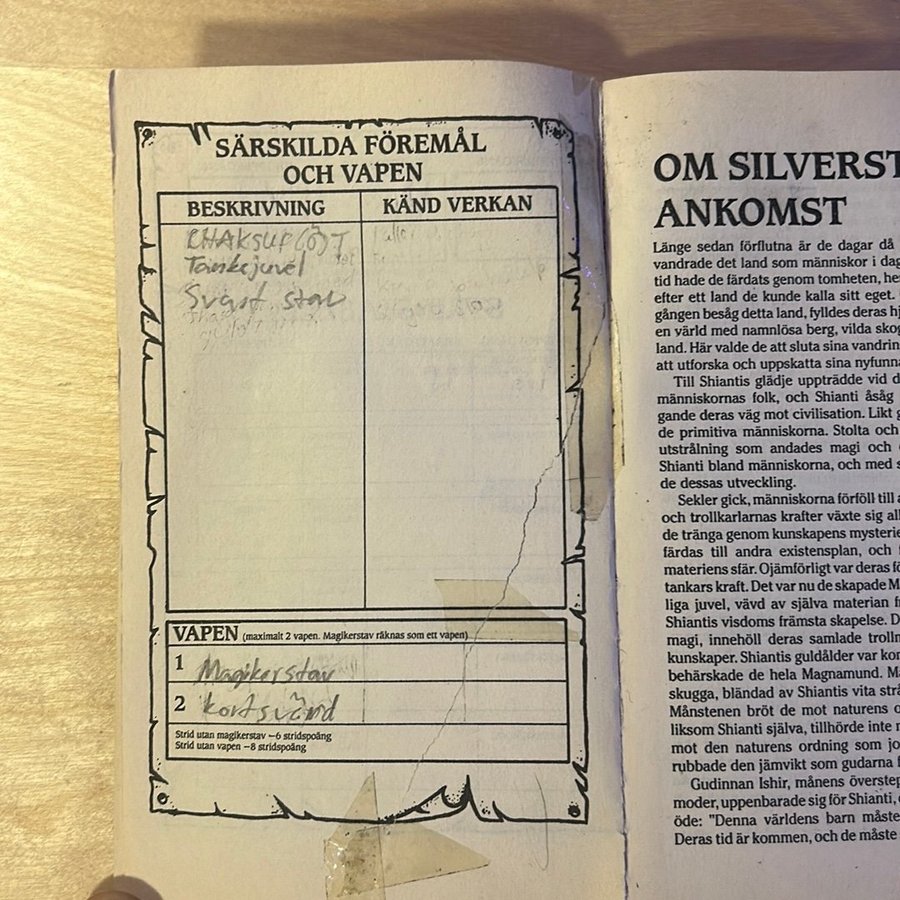 SÄRSKILDA FÖREMÅL
OCH VAPEN
BESKRIVNING
KÄND VERKAN
Svart stav
VAPEN (maximalt 2 vapen. Magikerstav räknas som ett vapen)
1 Magikerstav
2 kortsvärd
Strid utan magikerstav –6 stridspoäng
Strid utan vapen –8 stridspoäng
OM SILVERST
ANKOMST
Länge sedan förflutna är de dagar då
vandrade det land som människor i dag
tid hade de färdats genom tomheten, he
efter ett land de kunde kalla sitt eget.
gången besåg detta land, fylldes deras hj
en värld med namnlösa berg, vilda skog
land. Här valde de att sluta sina vandrin
att utforska och uppskatta sina nyfunna
Till Shiantis glädje uppträdde vid d
människornas folk, och Shianti åsåg
gande deras väg mot civilisation. Likt g
de primitiva människorna. Stolta och
utstrålning som andades magi och
Shianti bland människorna, och med s
de dessas utveckling.
Sekler gick, människorna förföll till a
och trollkarlarnas krafter växte sig all
de tränga genom kunskapens mysterie
färdas till andra existensplan, och
materiens sfär. Ojämförligt var deras fö
tankars kraft. Det var nu de skapade M
liga juvel, vävd av själva materian f
Shiantis visdoms främsta skapelse. D
magi, innehöll deras samlade trollm
kunskaper. Shiantis guldålder var kor
behärskade de hela Magnamund. Ma
skugga, bländad av Shiantis vita strå
Månstenen bröt de mot naturens o
liksom Shianti själva, tillhörde inte
mot den naturens ordning som jo
rubbade den jämvikt som gudarna f
Gudinnan Ishir, månens överstep
moder, uppenbarade sig för Shianti,
öde: "Denna världens barn måste
Deras tid är kommen, och de måste